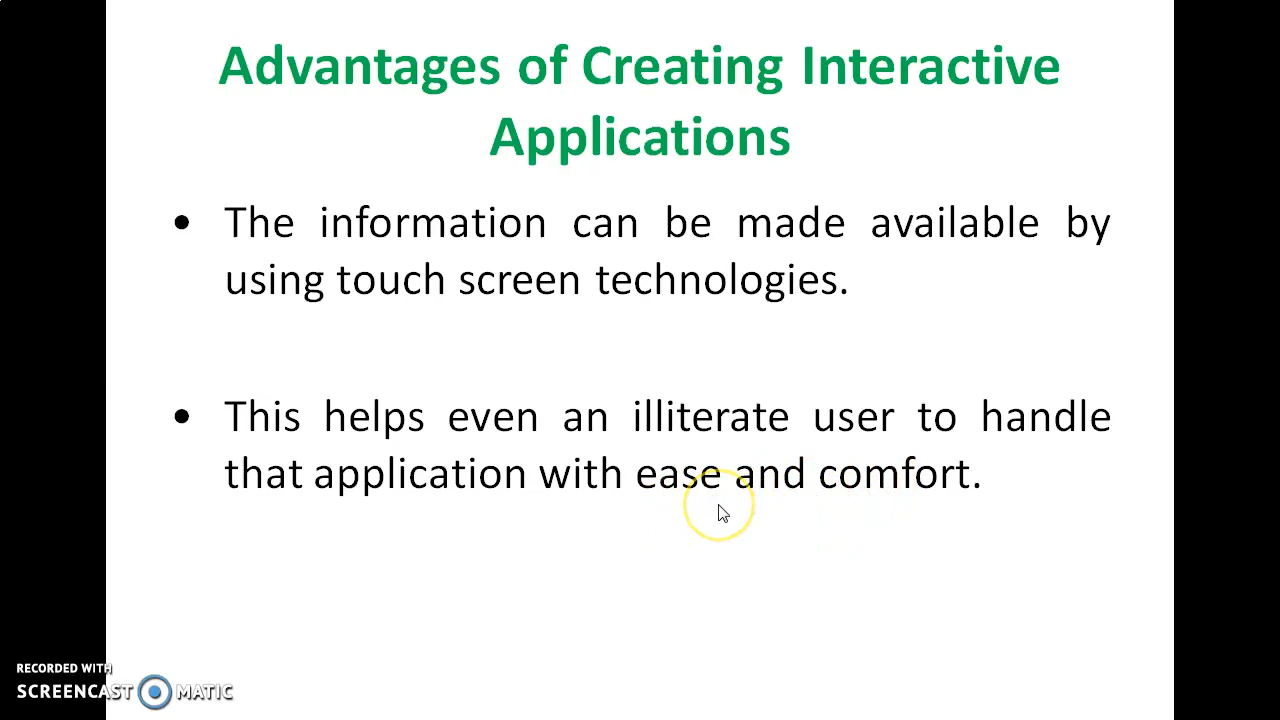 Advantages of Creating Interactive
Applications
• The information can be made available by
using touch screen technologies.
• This helps even an illiterate user to handle
that application with ease and comfort.
RECORDED WITH
SCREENCAST MATIC